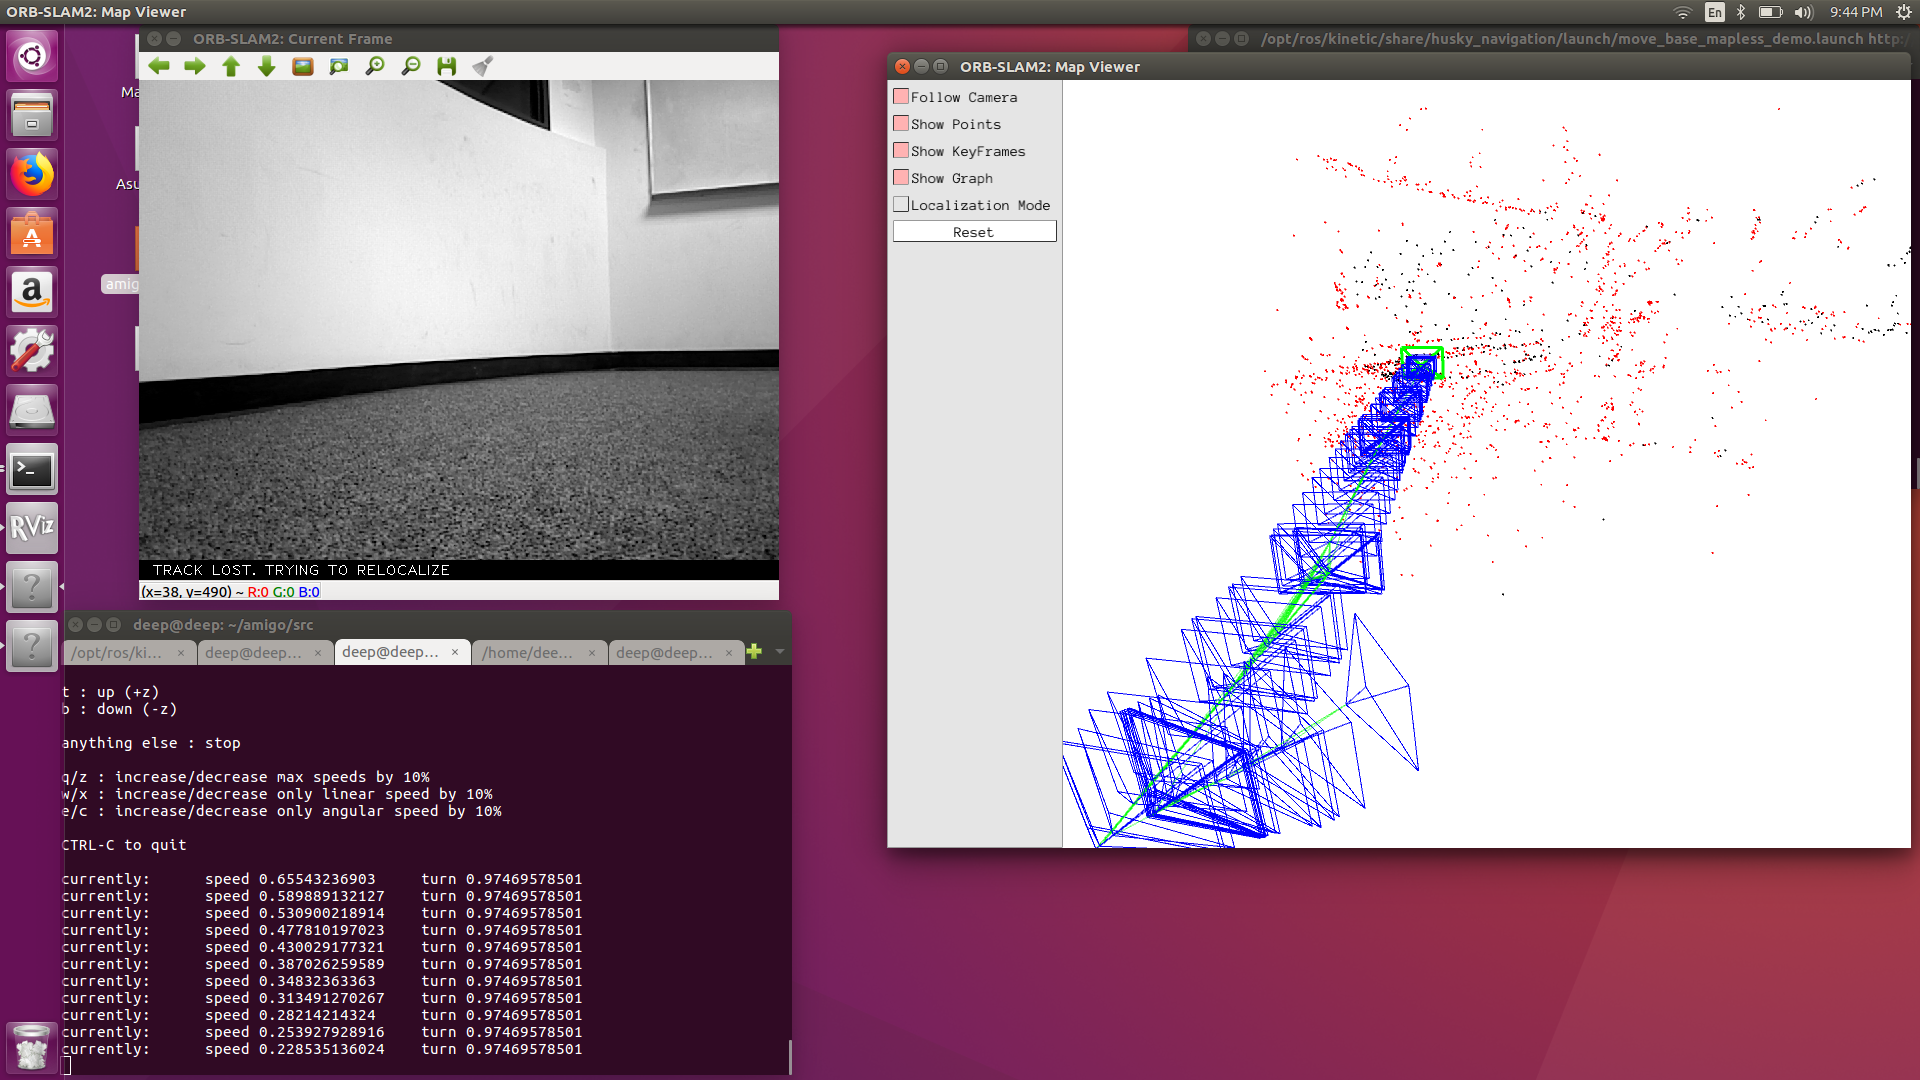 ORB-SLAM2: Map Viewer
En
9:44 PM
ORB-SLAM2: Current Frame
/opt/ros/kinetic/share/husky_navigation/launch/move_base_mapless_demo.launch http:/
Ma
Asu
amig
RViz
TRACK LOST. TRYING TO RELOCALIZE
(x=38, y=490) ~ R:0 G:0 B:0
ORB-SLAM2: Map Viewer
Follow Camera
Show Points
Show KeyFrames
Show Graph
Localization Mode
Reset
deep@deep: ~/amigo/src
/opt/ros/ki... × deep@deep... × deep@deep... × /home/dee... × deep@deep... ×
t : up (+z)
b : down (-z)
anything else : stop
q/z : increase/decrease max speeds by 10%
w/x : increase/decrease only linear speed by 10%
e/c : increase/decrease only angular speed by 10%
CTRL-C to quit
currently: speed 0.65543236903 turn 0.97469578501
currently: speed 0.589889132127 turn 0.97469578501
currently: speed 0.530900218914 turn 0.97469578501
currently: speed 0.477810197023 turn 0.97469578501
currently: speed 0.430029177321 turn 0.97469578501
currently: speed 0.387026259589 turn 0.97469578501
currently: speed 0.34832363363 turn 0.97469578501
currently: speed 0.313491270267 turn 0.97469578501
currently: speed 0.28214214324 turn 0.97469578501
currently: speed 0.253927928916 turn 0.97469578501
currently: speed 0.228535136024 turn 0.97469578501